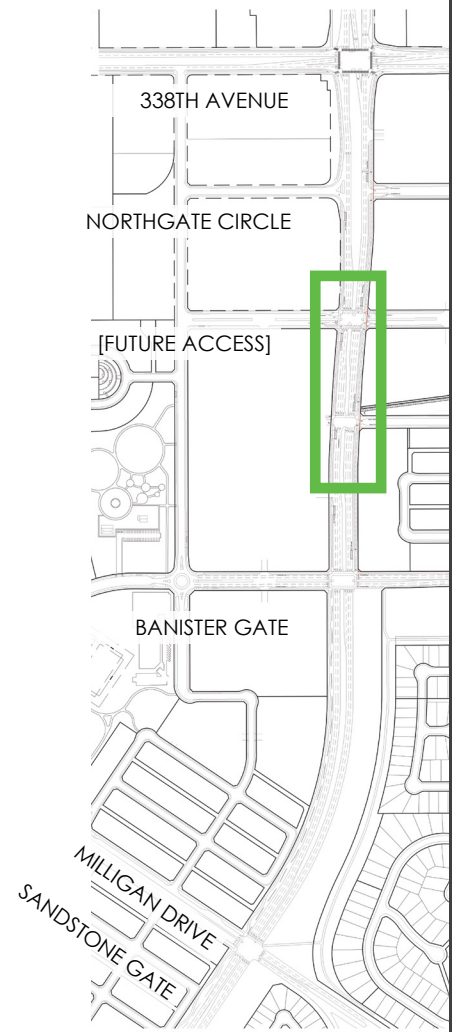 338TH AVENUE
NORTHGATE CIRCLE
[FUTURE ACCESS]
BANISTER GATE
MILLIGAN DRIVE
SANDSTONE GATE